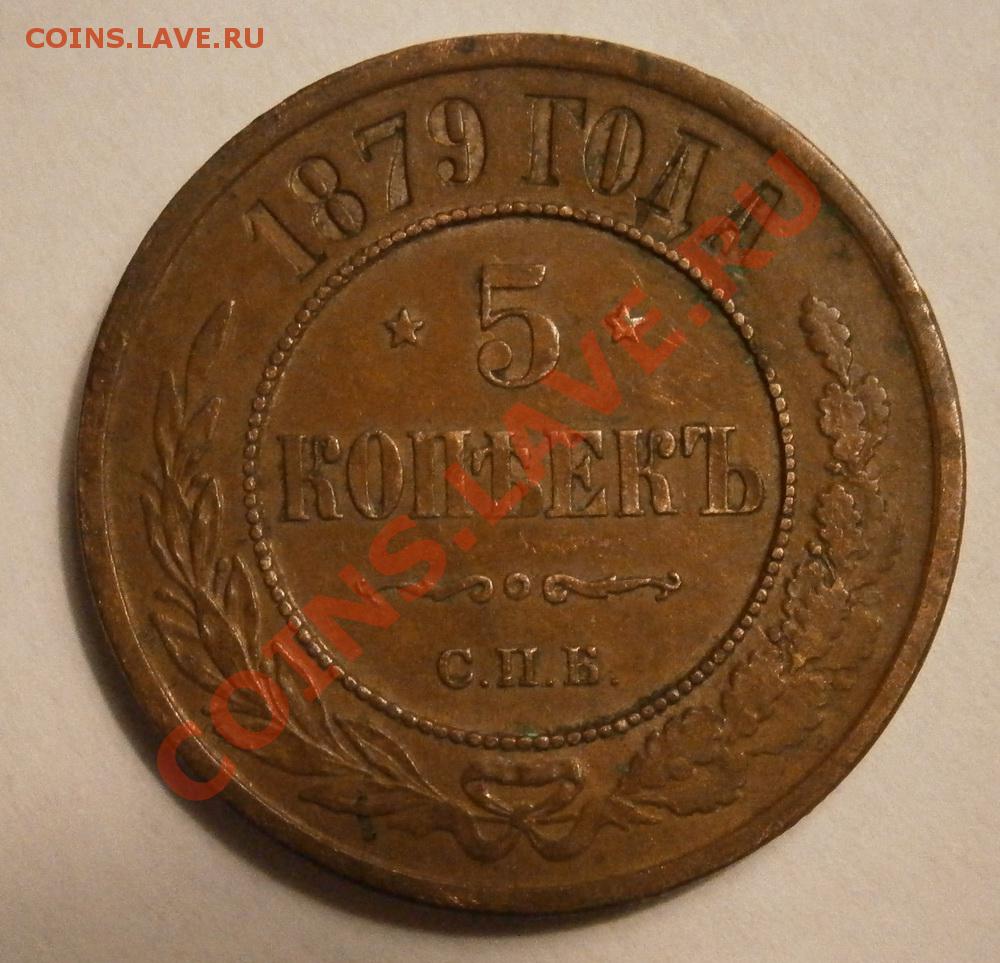 COINS.LAVE.RU
1879 ГОДА
5
КОПѢЕКЪ
С.П.Б.
COINS.LAVE.RU